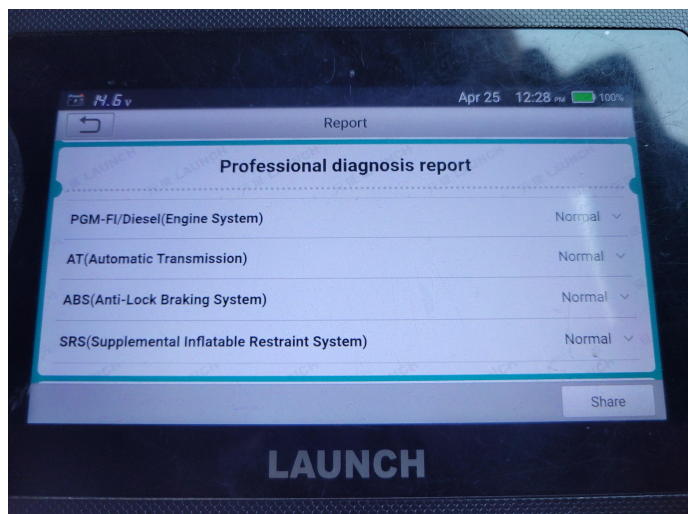 14.6 v Apr 25 12:28 PM 100%
Report
Professional diagnosis report
PGM-FI/Diesel(Engine System) Normal
AT(Automatic Transmission) Normal
ABS(Anti-Lock Braking System) Normal
SRS(Supplemental Inflatable Restraint System) Normal
Share
LAUNCH